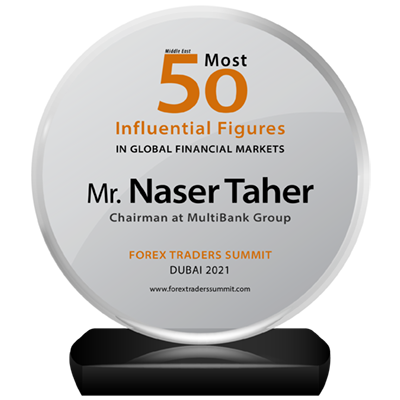 Middle East
50 Most
Influential Figures
IN GLOBAL FINANCIAL MARKETS
Mr. Naser Taher
Chairman at MultiBank Group
FOREX TRADERS SUMMIT
DUBAI 2021
www.forextraderssummit.com